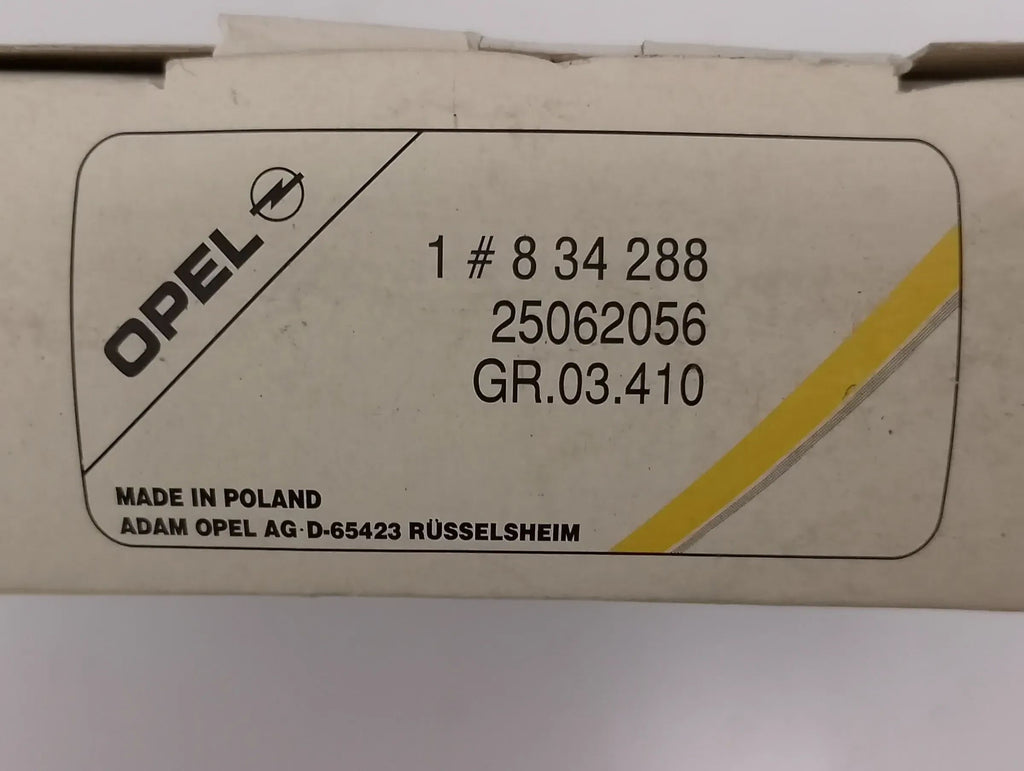 OPEL
1 # 8 34 288
25062056
GR.03.410
MADE IN POLAND
ADAM OPEL AG·D-65423 RÜSSELSHEIM